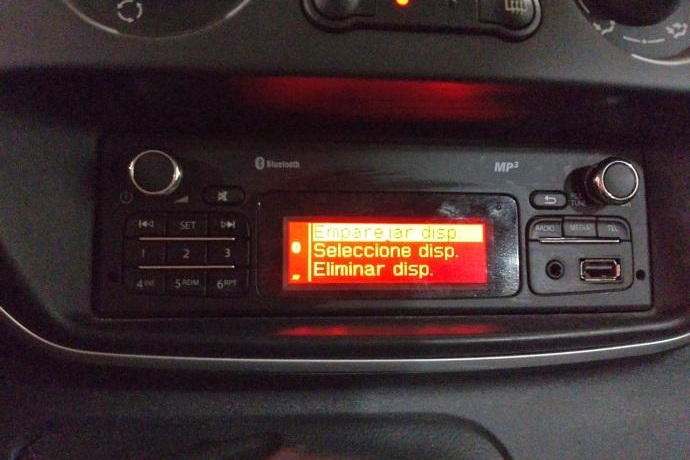 Bluetooth
MP3
TUNE
Emparejar disp
Seleccione disp.
Eliminar disp.
SET
1 2 3
4 5 RDM 6 RPT
RADIO MEDIA TEL